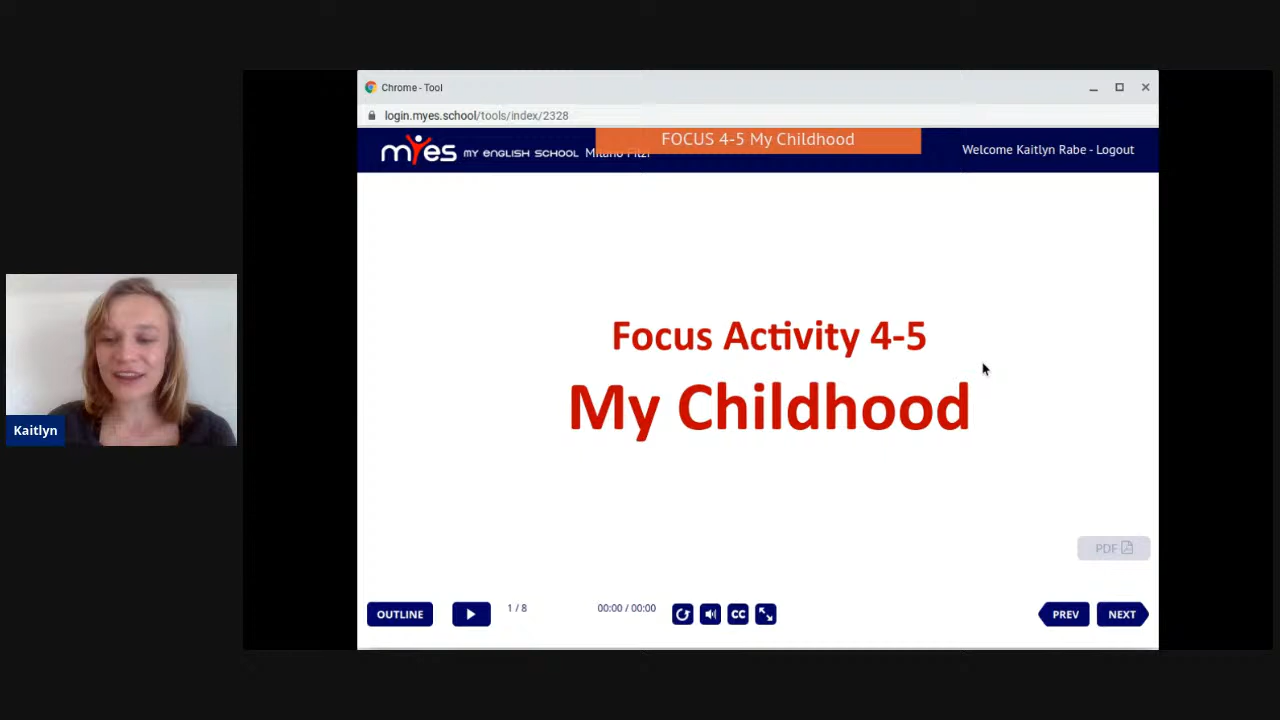 Chrome - Tool
login.myes.school/tools/index/2328
FOCUS 4-5 My Childhood
myes MY ENGLISH SCHOOL Milano Filzi
Welcome Kaitlyn Rabe - Logout
Focus Activity 4-5
My Childhood
Kaitlyn
PDF
OUTLINE
1 / 8
00:00 / 00:00
CC
PREV
NEXT